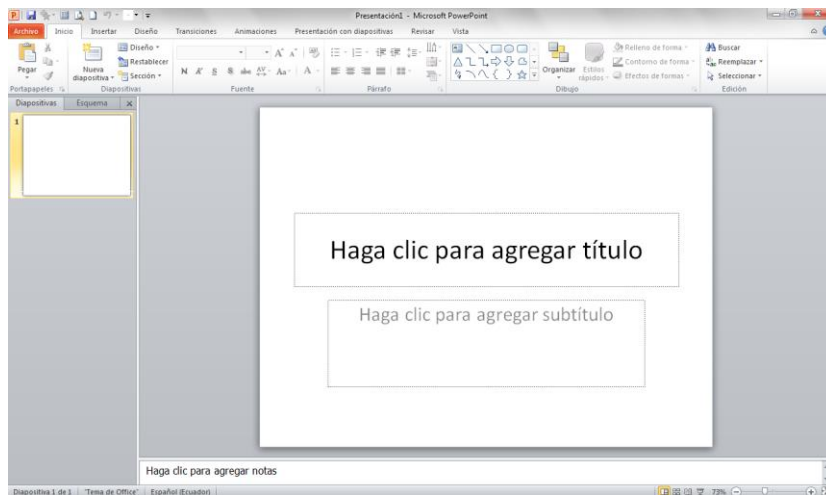 Presentación1 - Microsoft PowerPoint
Archivo Inicio Insertar Diseño Transiciones Animaciones Presentación con diapositivas Revisar Vista
Pegar
Portapapeles
Nueva diapositiva
Diseño
Restablecer
Sección
Diapositivas
N K S abc AV Aa A
Fuente
Párrafo
Organizar
Estilos rápidos
Relleno de forma
Contorno de forma
Efectos de formas
Dibujo
Buscar
Reemplazar
Seleccionar
Edición
Diapositivas Esquema
1
Haga clic para agregar título
Haga clic para agregar subtítulo
Haga clic para agregar notas
Diapositiva 1 de 1 "Tema de Office" Español (Ecuador) 73%